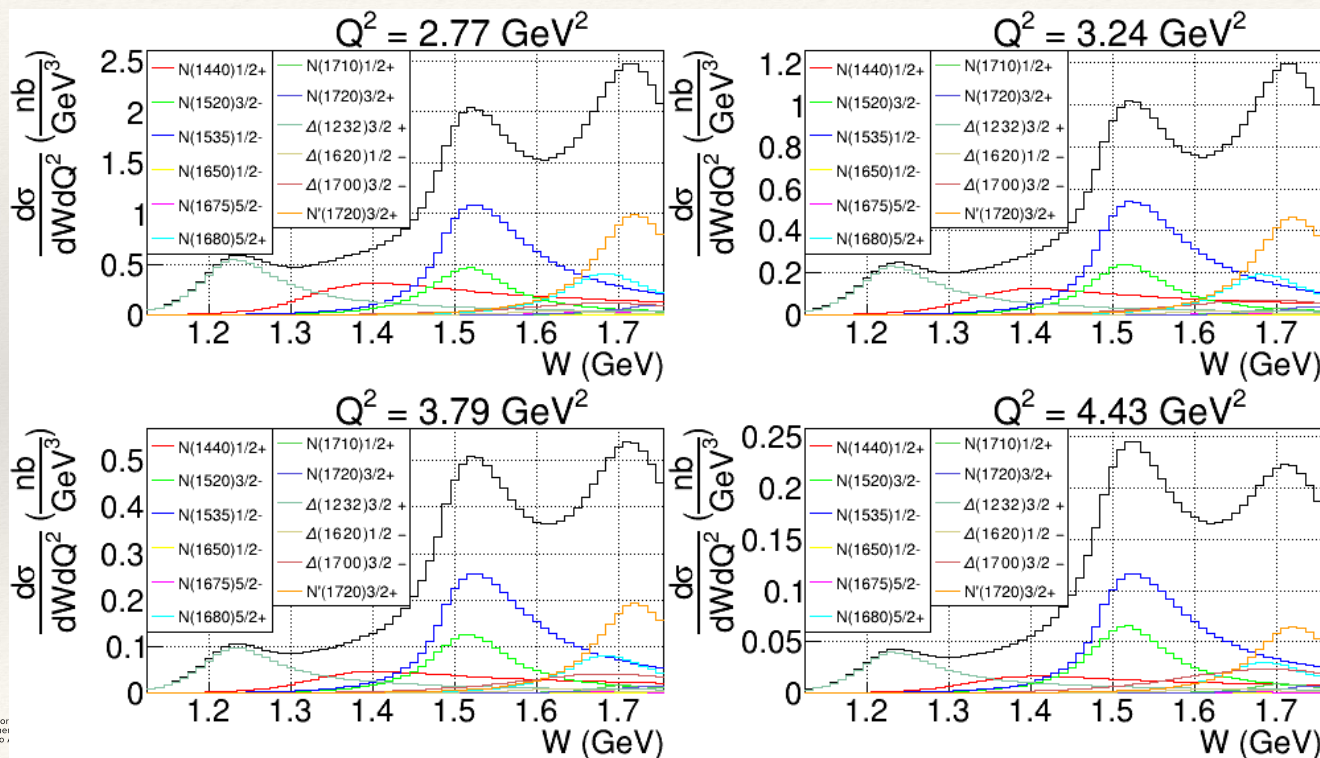 Q² = 2.77 GeV²
dσ/dWdQ² (nb/GeV³)
2.5
2
1.5
1
0.5
0
N(1440)1/2+
N(1520)3/2-
N(1535)1/2-
N(1650)1/2-
N(1675)5/2-
N(1680)5/2+
N(1710)1/2+
N(1720)3/2+
Δ(1232)3/2 +
Δ(1620)1/2 −
Δ(1700)3/2 −
N'(1720)3/2+
1.2 1.3 1.4 1.5 1.6 1.7
W (GeV)
Q² = 3.24 GeV²
dσ/dWdQ² (nb/GeV³)
1.2
1
0.8
0.6
0.4
0.2
0
N(1440)1/2+
N(1520)3/2-
N(1535)1/2-
N(1650)1/2-
N(1675)5/2-
N(1680)5/2+
N(1710)1/2+
N(1720)3/2+
Δ(1232)3/2 +
Δ(1620)1/2 −
Δ(1700)3/2 −
N'(1720)3/2+
1.2 1.3 1.4 1.5 1.6 1.7
W (GeV)
Q² = 3.79 GeV²
dσ/dWdQ² (nb/GeV³)
0.5
0.4
0.3
0.2
0.1
0
N(1440)1/2+
N(1520)3/2-
N(1535)1/2-
N(1650)1/2-
N(1675)5/2-
N(1680)5/2+
N(1710)1/2+
N(1720)3/2+
Δ(1232)3/2 +
Δ(1620)1/2 −
Δ(1700)3/2 −
N'(1720)3/2+
1.2 1.3 1.4 1.5 1.6 1.7
W (GeV)
Q² = 4.43 GeV²
dσ/dWdQ² (nb/GeV³)
0.25
0.2
0.15
0.1
0.05
0
N(1440)1/2+
N(1520)3/2-
N(1535)1/2-
N(1650)1/2-
N(1675)5/2-
N(1680)5/2+
N(1710)1/2+
N(1720)3/2+
Δ(1232)3/2 +
Δ(1620)1/2 −
Δ(1700)3/2 −
N'(1720)3/2+
1.2 1.3 1.4 1.5 1.6 1.7
W (GeV)